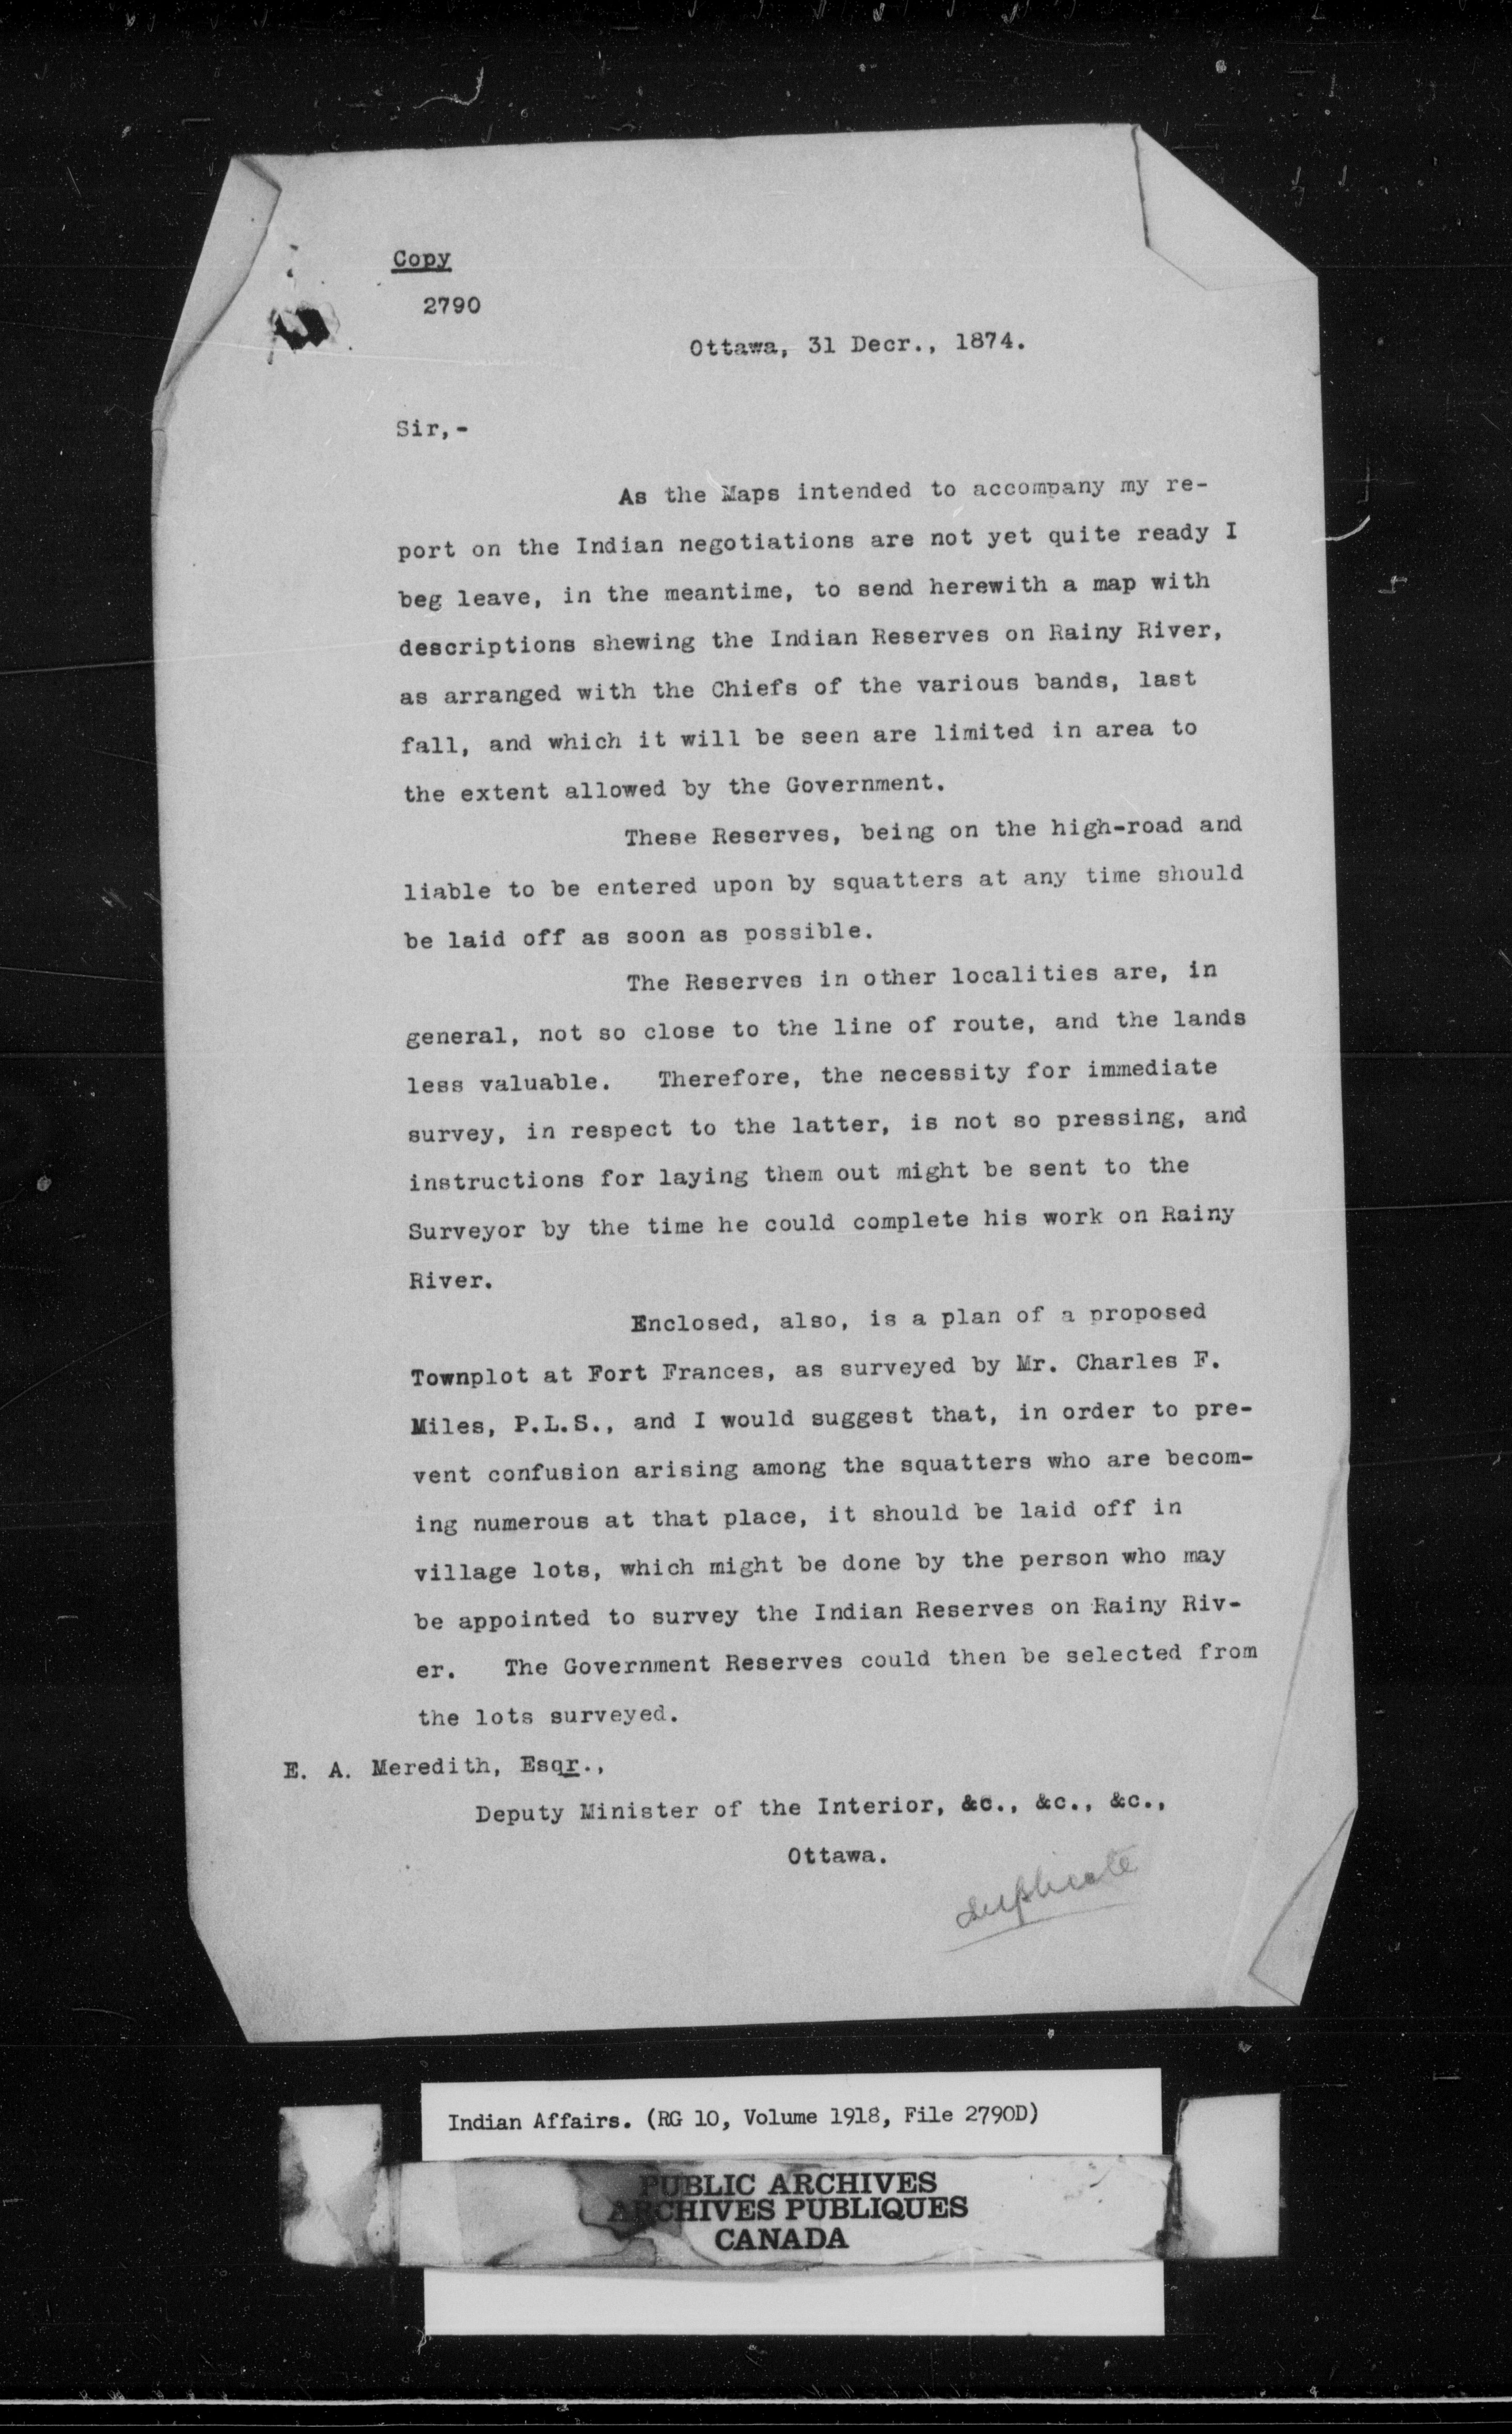 Copy
2790
Ottawa, 31 Decr., 1874.
Sir,-
As the Maps intended to accompany my re-
port on the Indian negotiations are not yet quite ready I
beg leave, in the meantime, to send herewith a map with
descriptions shewing the Indian Reserves on Rainy River,
as arranged with the Chiefs of the various bands, last
fall, and which it will be seen are limited in area to
the extent allowed by the Government.
These Reserves, being on the high-road and
liable to be entered upon by squatters at any time should
be laid off as soon as possible.
The Reserves in other localities are, in
general, not so close to the line of route, and the lands
less valuable. Therefore, the necessity for immediate
survey, in respect to the latter, is not so pressing, and
instructions for laying them out might be sent to the
Surveyor by the time he could complete his work on Rainy
River.
Enclosed, also, is a plan of a proposed
Townplot at Fort Frances, as surveyed by Mr. Charles F.
Miles, P.L.S., and I would suggest that, in order to pre-
vent confusion arising among the squatters who are becom-
ing numerous at that place, it should be laid off in
village lots, which might be done by the person who may
be appointed to survey the Indian Reserves on Rainy Riv-
er. The Government Reserves could then be selected from
the lots surveyed.
E. A. Meredith, Esqr.,
Deputy Minister of the Interior, &c., &c., &c.,
Ottawa.
duplicate
Indian Affairs. (RG 10, Volume 1918, File 2790D)
PUBLIC ARCHIVES
ARCHIVES PUBLIQUES
CANADA